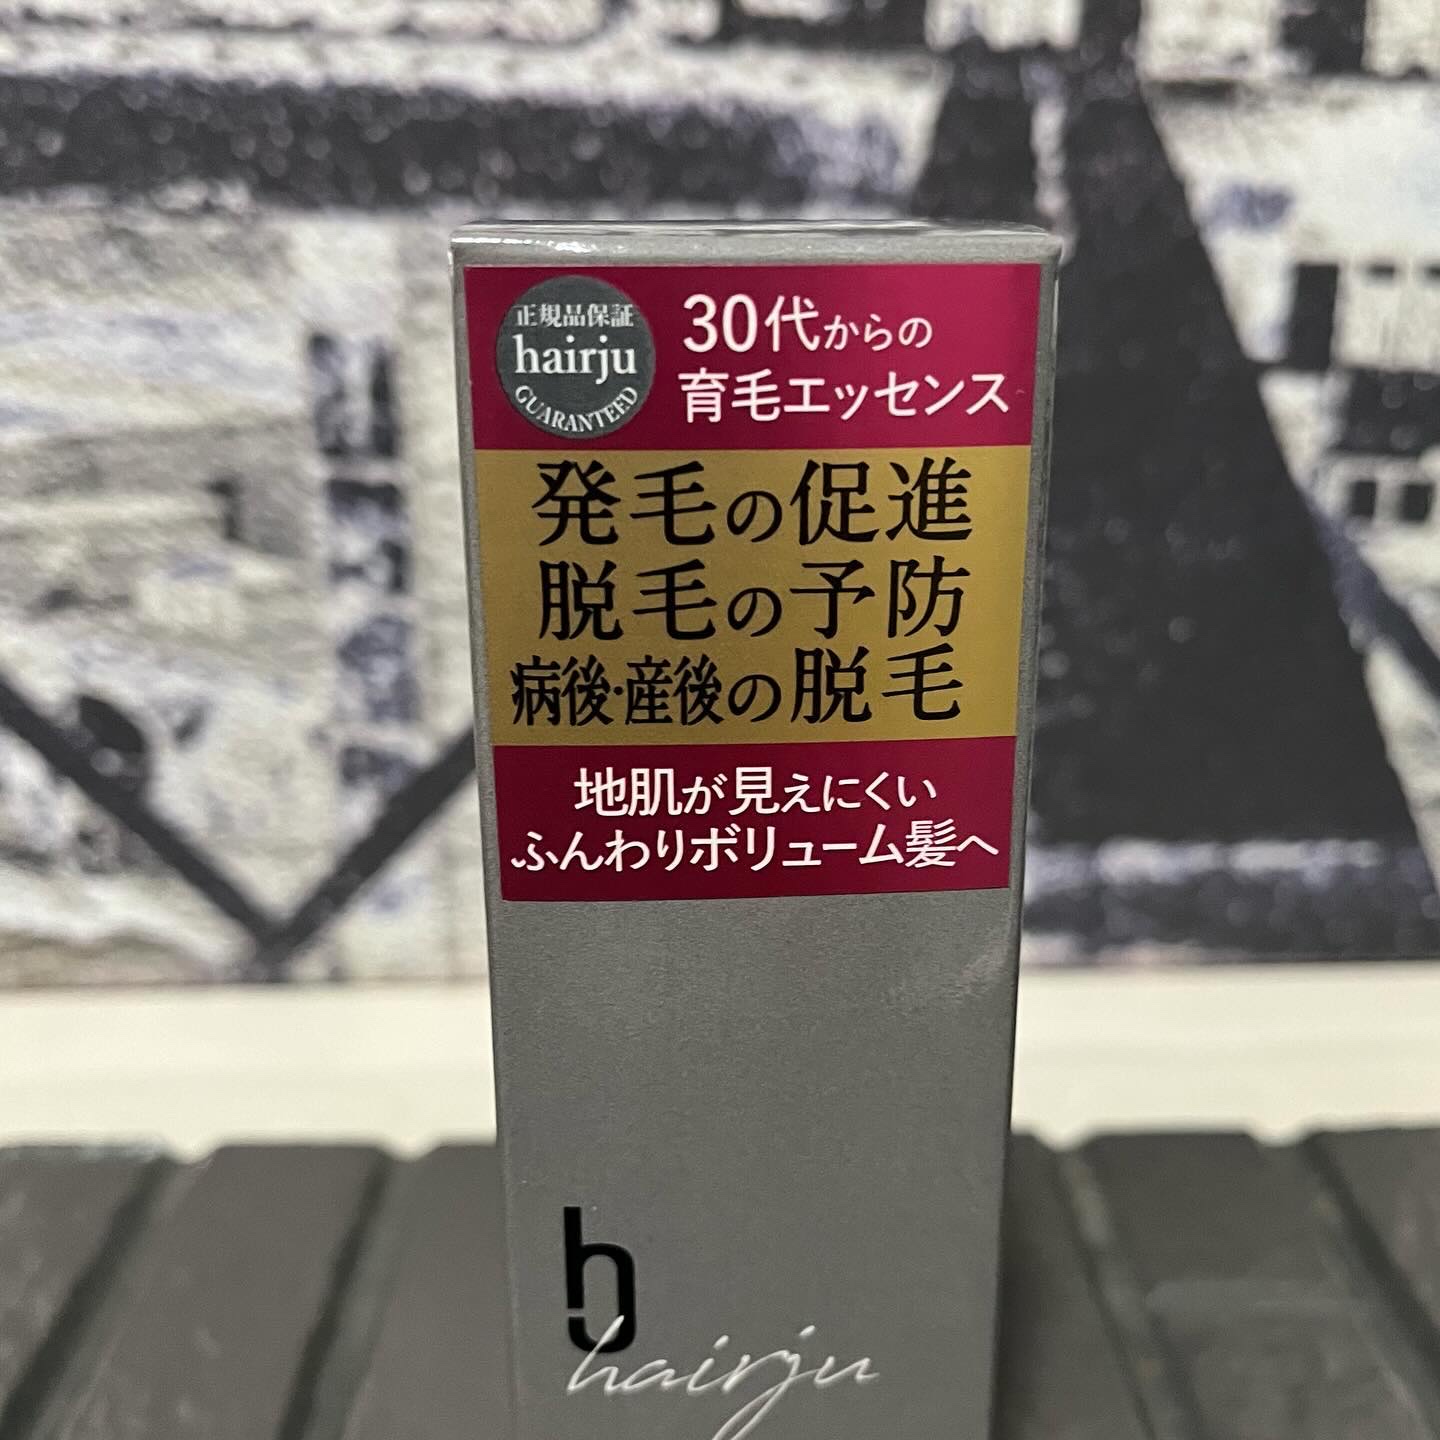 正規品保証
hairju
GUARANTEED
30代からの
育毛エッセンス
発毛の促進
脱毛の予防
病後・産後の脱毛
地肌が見えにくい
ふんわりボリューム髪へ
hairju